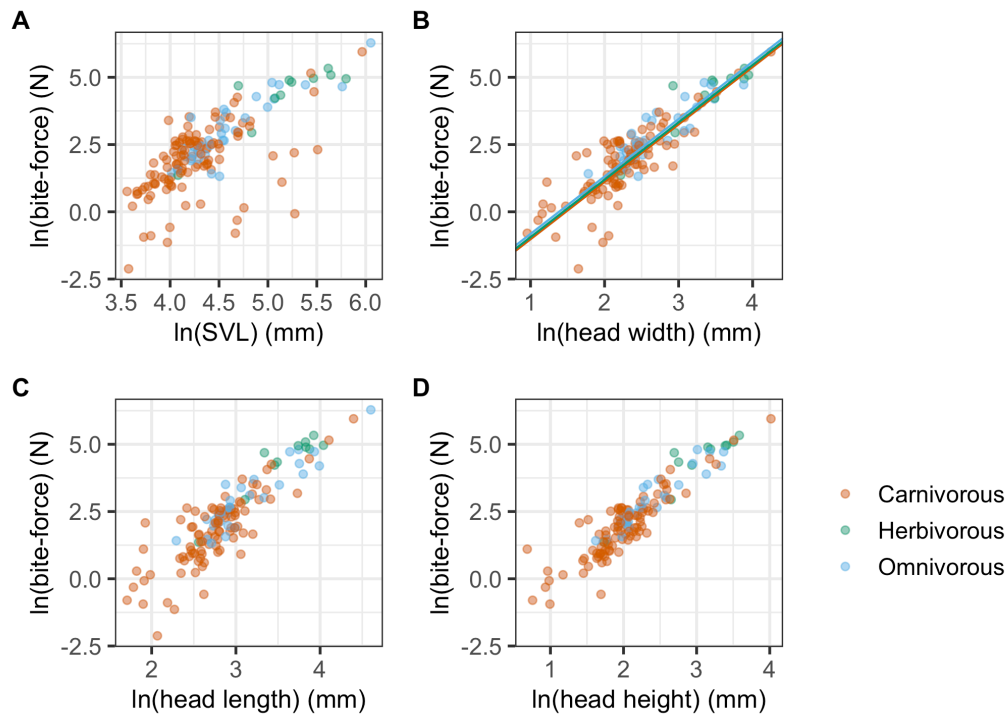 A
ln(bite-force) (N)
5.0
2.5
0.0
-2.5
3.5 4.0 4.5 5.0 5.5 6.0
ln(SVL) (mm)
B
ln(bite-force) (N)
5.0
2.5
0.0
-2.5
1 2 3 4
ln(head width) (mm)
C
ln(bite-force) (N)
5.0
2.5
0.0
-2.5
2 3 4
ln(head length) (mm)
D
ln(bite-force) (N)
5.0
2.5
0.0
-2.5
1 2 3 4
ln(head height) (mm)
Carnivorous
Herbivorous
Omnivorous